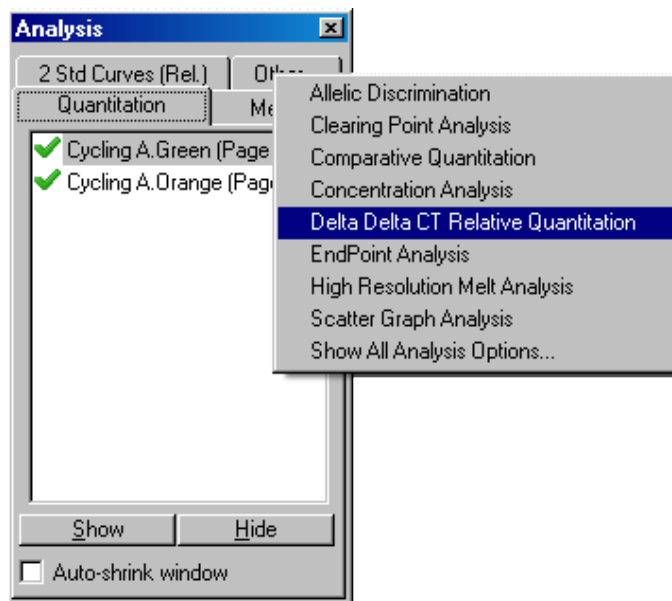 Analysis
2 Std Curves (Rel.)
Quantitation
Cycling A.Green (Page
Cycling A.Orange
Allelic Discrimination
Clearing Point Analysis
Comparative Quantitation
Concentration Analysis
Delta Delta CT Relative Quantitation
EndPoint Analysis
High Resolution Melt Analysis
Scatter Graph Analysis
Show All Analysis Options...
Show Hide
Auto-shrink window